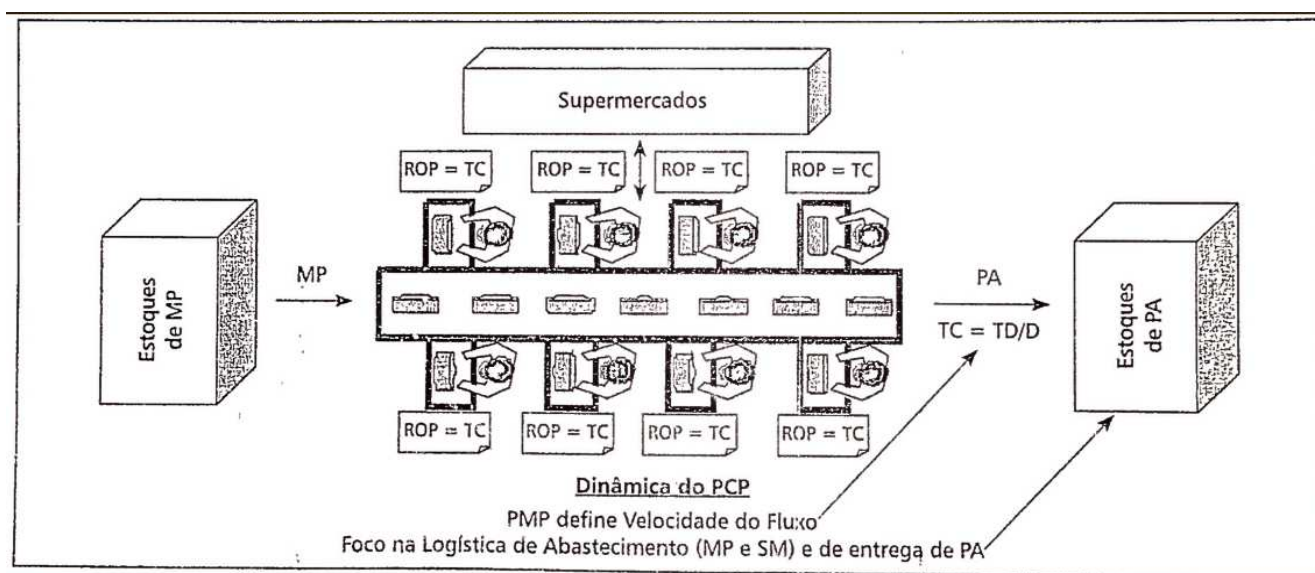 Supermercados
ROP = TC
ROP = TC
ROP = TC
ROP = TC
Estoques
de MP
MP
PA
TC = TD/D
Estoques
de PA
ROP = TC
ROP = TC
ROP = TC
ROP = TC
Dinâmica do PCP
PMP define Velocidade do Fluxo
Foco na Logística de Abastecimento (MP e SM) e de entrega de PA